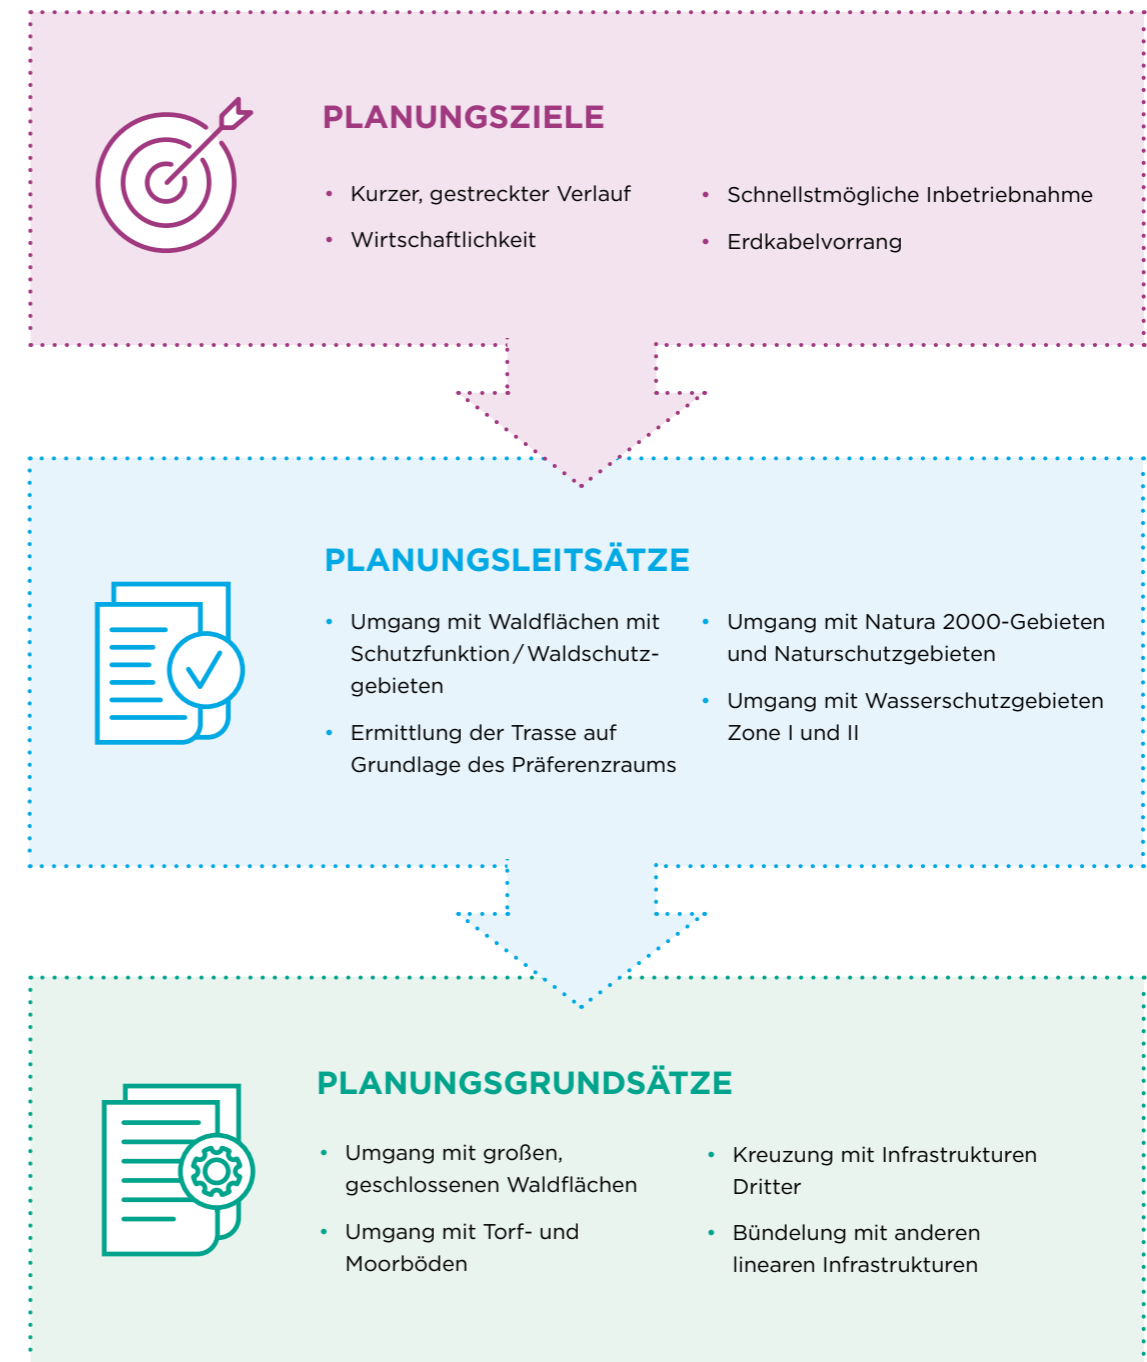 PLANUNGSZIELE
• Kurzer, gestreckter Verlauf
• Wirtschaftlichkeit
• Schnellstmögliche Inbetriebnahme
• Erdkabelvorrang
PLANUNGSLEITSÄTZE
• Umgang mit Waldflächen mit
Schutzfunktion / Waldschutz-
gebieten
• Ermittlung der Trasse auf
Grundlage des Präferenzraums
• Umgang mit Natura 2000-Gebieten
und Naturschutzgebieten
• Umgang mit Wasserschutzgebieten
Zone I und II
PLANUNGSGRUNDSÄTZE
• Umgang mit großen,
geschlossenen Waldflächen
• Umgang mit Torf- und
Moorböden
• Kreuzung mit Infrastrukturen
Dritter
• Bündelung mit anderen
linearen Infrastrukturen